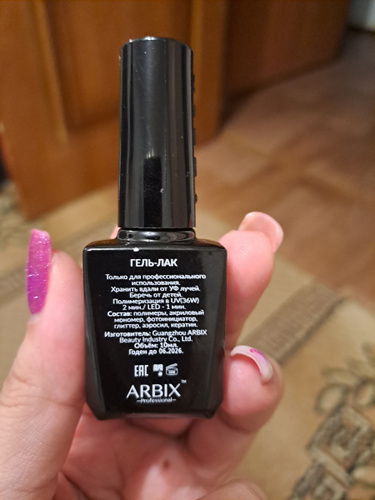 ГЕЛЬ-ЛАК
Только для профессионального
использования.
Хранить вдали от УФ лучей.
Беречь от детей.
Полимеризация в UV(36W)
2 мин./ LED - 1 мин.
Состав: полимеры, акриловый
мономер, фотоинициатор,
глиттер, аэросил, кератин.
Изготовитель: Guangzhou ARBIX
Beauty Industry Co., Ltd.
Объём: 10мл.
Годен до 06.2026.
EAC
ARBIX™
Professional